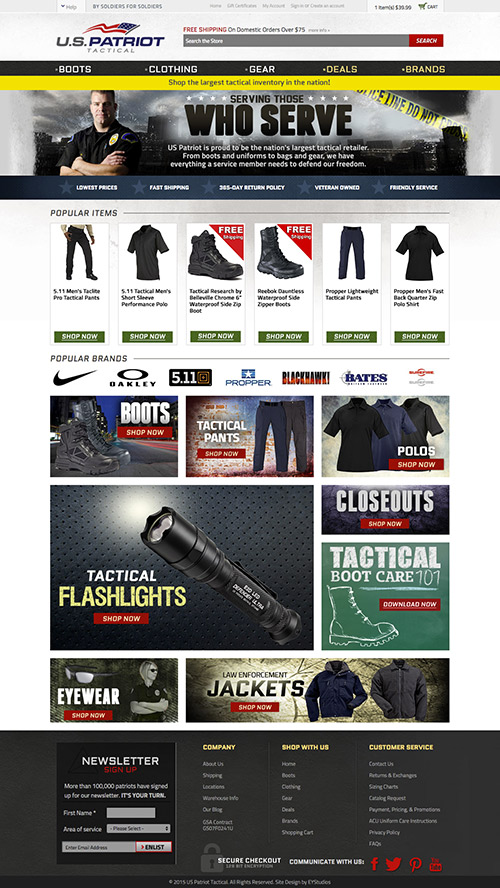 Help
BY SOLDIERS FOR SOLDIERS
Home
Gift Certificates
My Account
Sign in or Create an account
1 Item(s) $39.99
CART
U.S. PATRIOT
TACTICAL
FREE SHIPPING On Domestic Orders Over $75 more info »
Search the Store
SEARCH
BOOTS
CLOTHING
GEAR
DEALS
BRANDS
Shop the largest tactical inventory in the nation!
SERVING THOSE
WHO SERVE
US Patriot is proud to be the nation's largest tactical retailer.
From boots and uniforms to bags and gear, we have
everything a service member needs to defend our freedom.
LINE DO NOT
LOWEST PRICES
FAST SHIPPING
365-DAY RETURN POLICY
VETERAN OWNED
FRIENDLY SERVICE
POPULAR ITEMS
FREE
Shipping
FREE
Shipping
5.11 Men's Taclite
Pro Tactical Pants
5.11 Tactical Men's
Short Sleeve
Performance Polo
Tactical Research by
Belleville Chrome 6"
Waterproof Side Zip
Boot
Reebok Dauntless
Waterproof Side
Zipper Boots
Propper Lightweight
Tactical Pants
Propper Men's Fast
Back Quarter Zip
Polo Shirt
SHOP NOW
SHOP NOW
SHOP NOW
SHOP NOW
SHOP NOW
SHOP NOW
POPULAR BRANDS
OAKLEY
5.11
PROPPER
BLACKHAWK!
BATES
SUREFIRE
BOOTS
SHOP NOW
TACTICAL
PANTS
SHOP NOW
POLOS
SHOP NOW
TACTICAL
FLASHLIGHTS
SHOP NOW
E2D LED
DEFENDER ULTRA
CLOSEOUTS
SHOP NOW
TACTICAL
BOOT CARE 101
DOWNLOAD NOW
EYEWEAR
SHOP NOW
LAW ENFORCEMENT
JACKETS
SHOP NOW
NEWSLETTER
SIGN UP
More than 100,000 patriots have signed
up for our newsletter. IT'S YOUR TURN.
First Name *
Area of service
- Please Select -
Enter Email Address
ENLIST
COMPANY
About Us
Shipping
Locations
Warehouse Info
Our Blog
GSA Contract
GS07F0241U
SHOP WITH US
Home
Boots
Clothing
Gear
Deals
Brands
Shopping Cart
CUSTOMER SERVICE
Contact Us
Returns & Exchanges
Sizing Charts
Catalog Request
Payment, Pricing, & Promotions
ACU Uniform Care Instructions
Privacy Policy
FAQs
SECURE CHECKOUT
128 BIT ENCRYPTION
COMMUNICATE WITH US:
© 2015 US Patriot Tactical. All Rights Reserved. Site Design by EYStudios